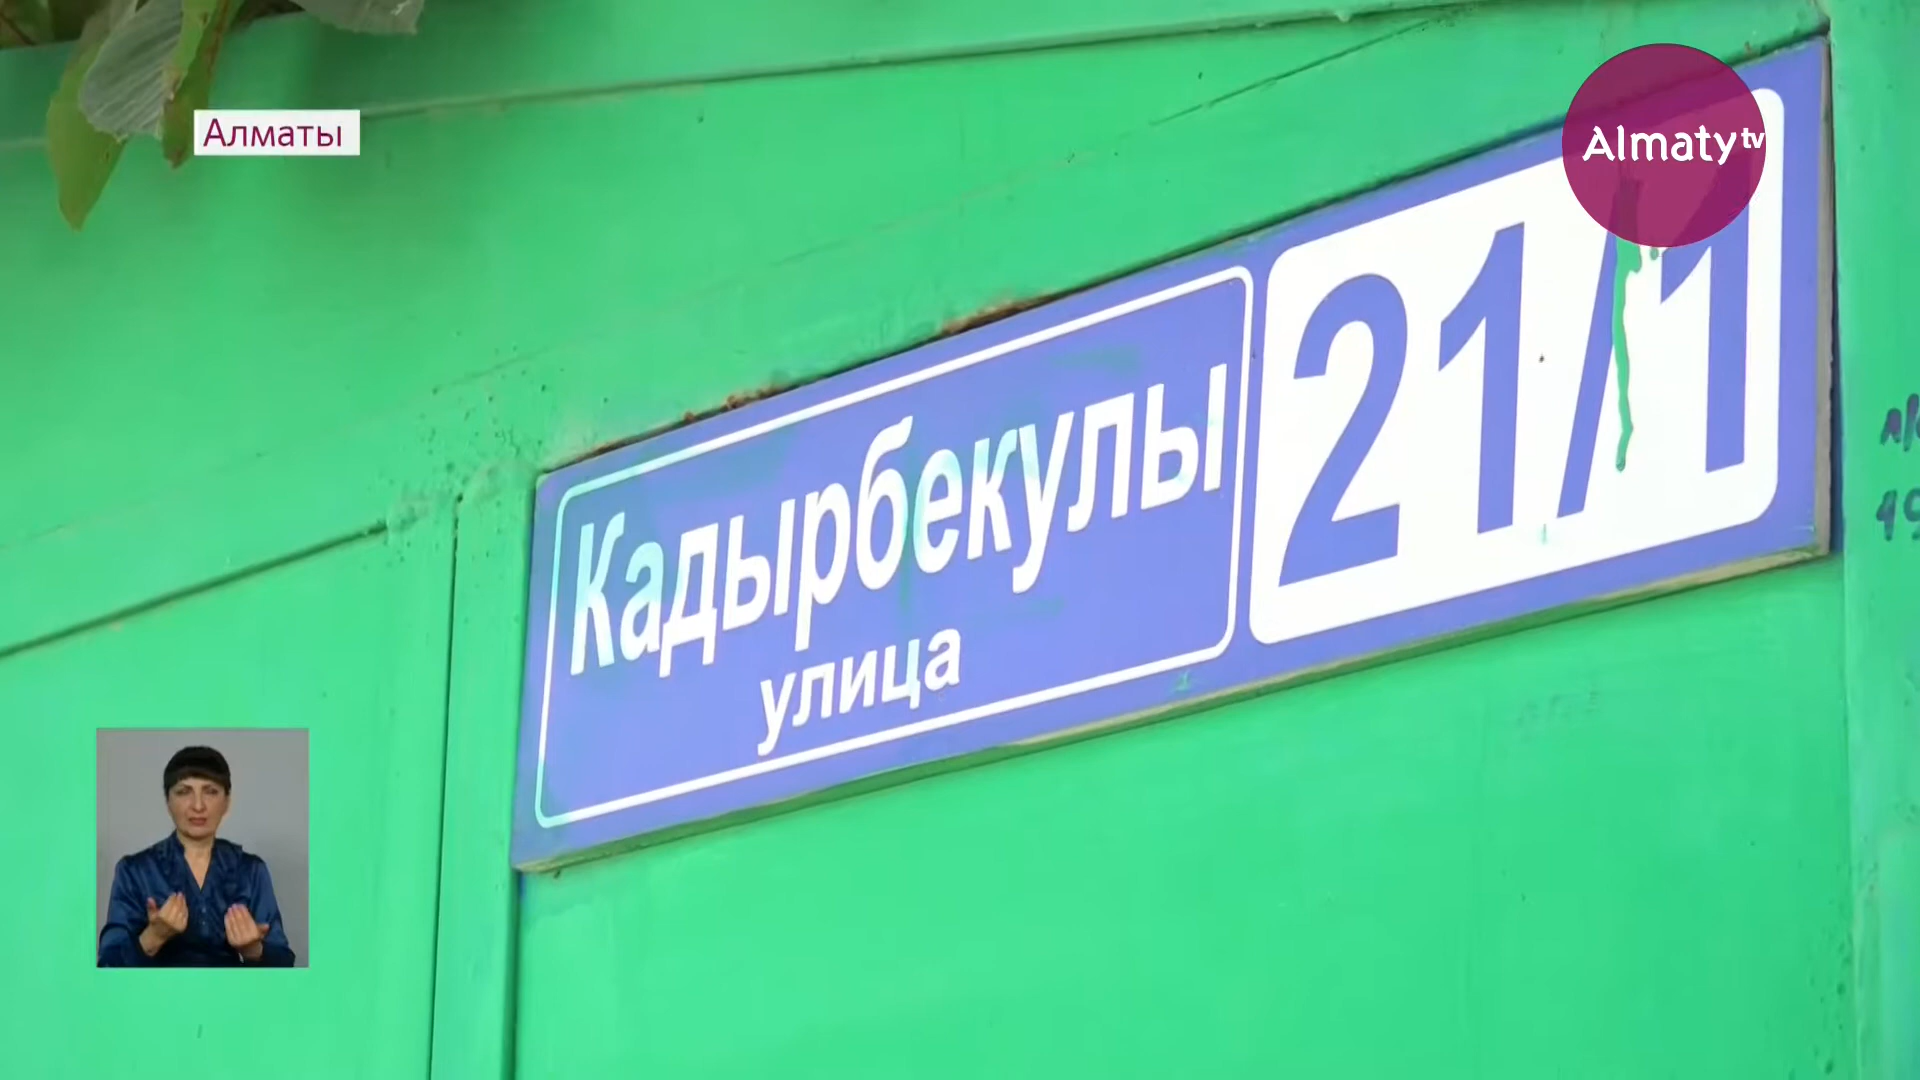 Алматы
Almaty tv
Кадырбекулы
улица
21/1